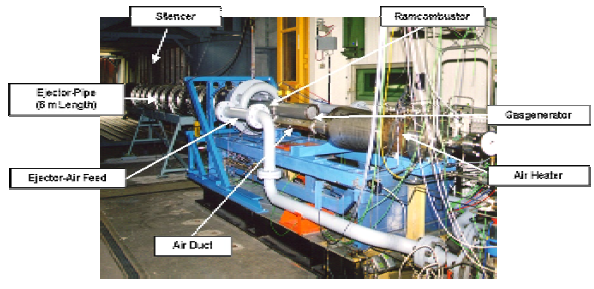 Silencer
Ramcombustor
Ejector-Pipe
(6 m Length)
Gasgenerator
Ejector-Air Feed
Air Heater
Air Duct